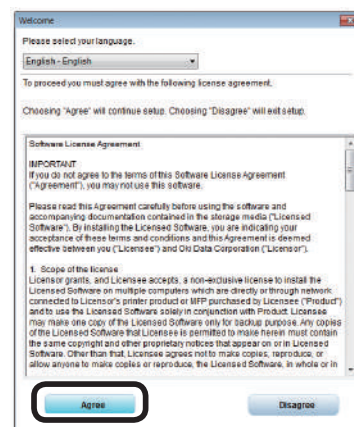 Welcome
Please select your language.
English - English
To proceed you must agree with the following license agreement.
Choosing "Agree" will continue setup. Choosing "Disagree" will exit setup.
Software License Agreement
IMPORTANT
If you do not agree to the terms of this Software License Agreement
("Agreement"), you may not use this software.
Please read this Agreement carefully before using the software and
accompanying documentation contained in the storage media ("Licensed
Software"). By installing the Licensed Software, you are indicating your
acceptance of these terms and conditions and this Agreement is deemed
effective between you ("Licensee") and Oki Data Corporation ("Licensor").
1. Scope of the license
Licensor grants, and Licensee accepts, a non-exclusive license to install the
Licensed Software on multiple computers which are directly or through network
connected to Licensor's printer product or MFP purchased by Licensee ("Product")
and to use the Licensed Software solely in conjunction with Product. Licensee
may make one copy of the Licensed Software only for backup purpose. Any copies
of the Licensed Software that Licensee is permitted to make herein must contain
the same copyright and other proprietary notices that appear on or in Licensed
Software. Other than that, Licensee agrees not to make copies, reproduce, or
allow anyone to make copies or reproduce, the Licensed Software, in whole or in
Agree
Disagree